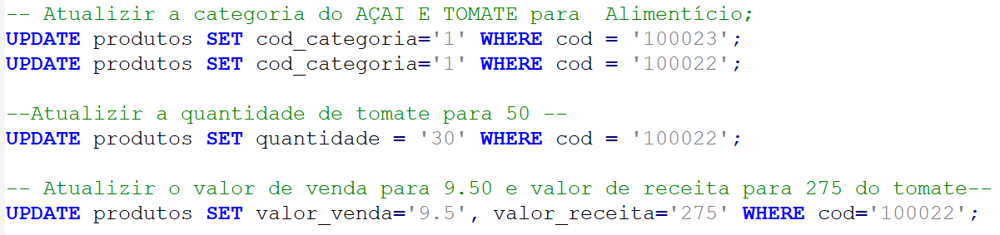 -- Atualizir a categoria do AÇAI E TOMATE para  Alimentício;
UPDATE produtos SET cod_categoria='1' WHERE cod = '100023';
UPDATE produtos SET cod_categoria='1' WHERE cod = '100022';
--Atualizir a quantidade de tomate para 50 --
UPDATE produtos SET quantidade = '30' WHERE cod = '100022';
-- Atualizir o valor de venda para 9.50 e valor de receita para 275 do tomate--
UPDATE produtos SET valor_venda='9.5', valor_receita='275' WHERE cod='100022';